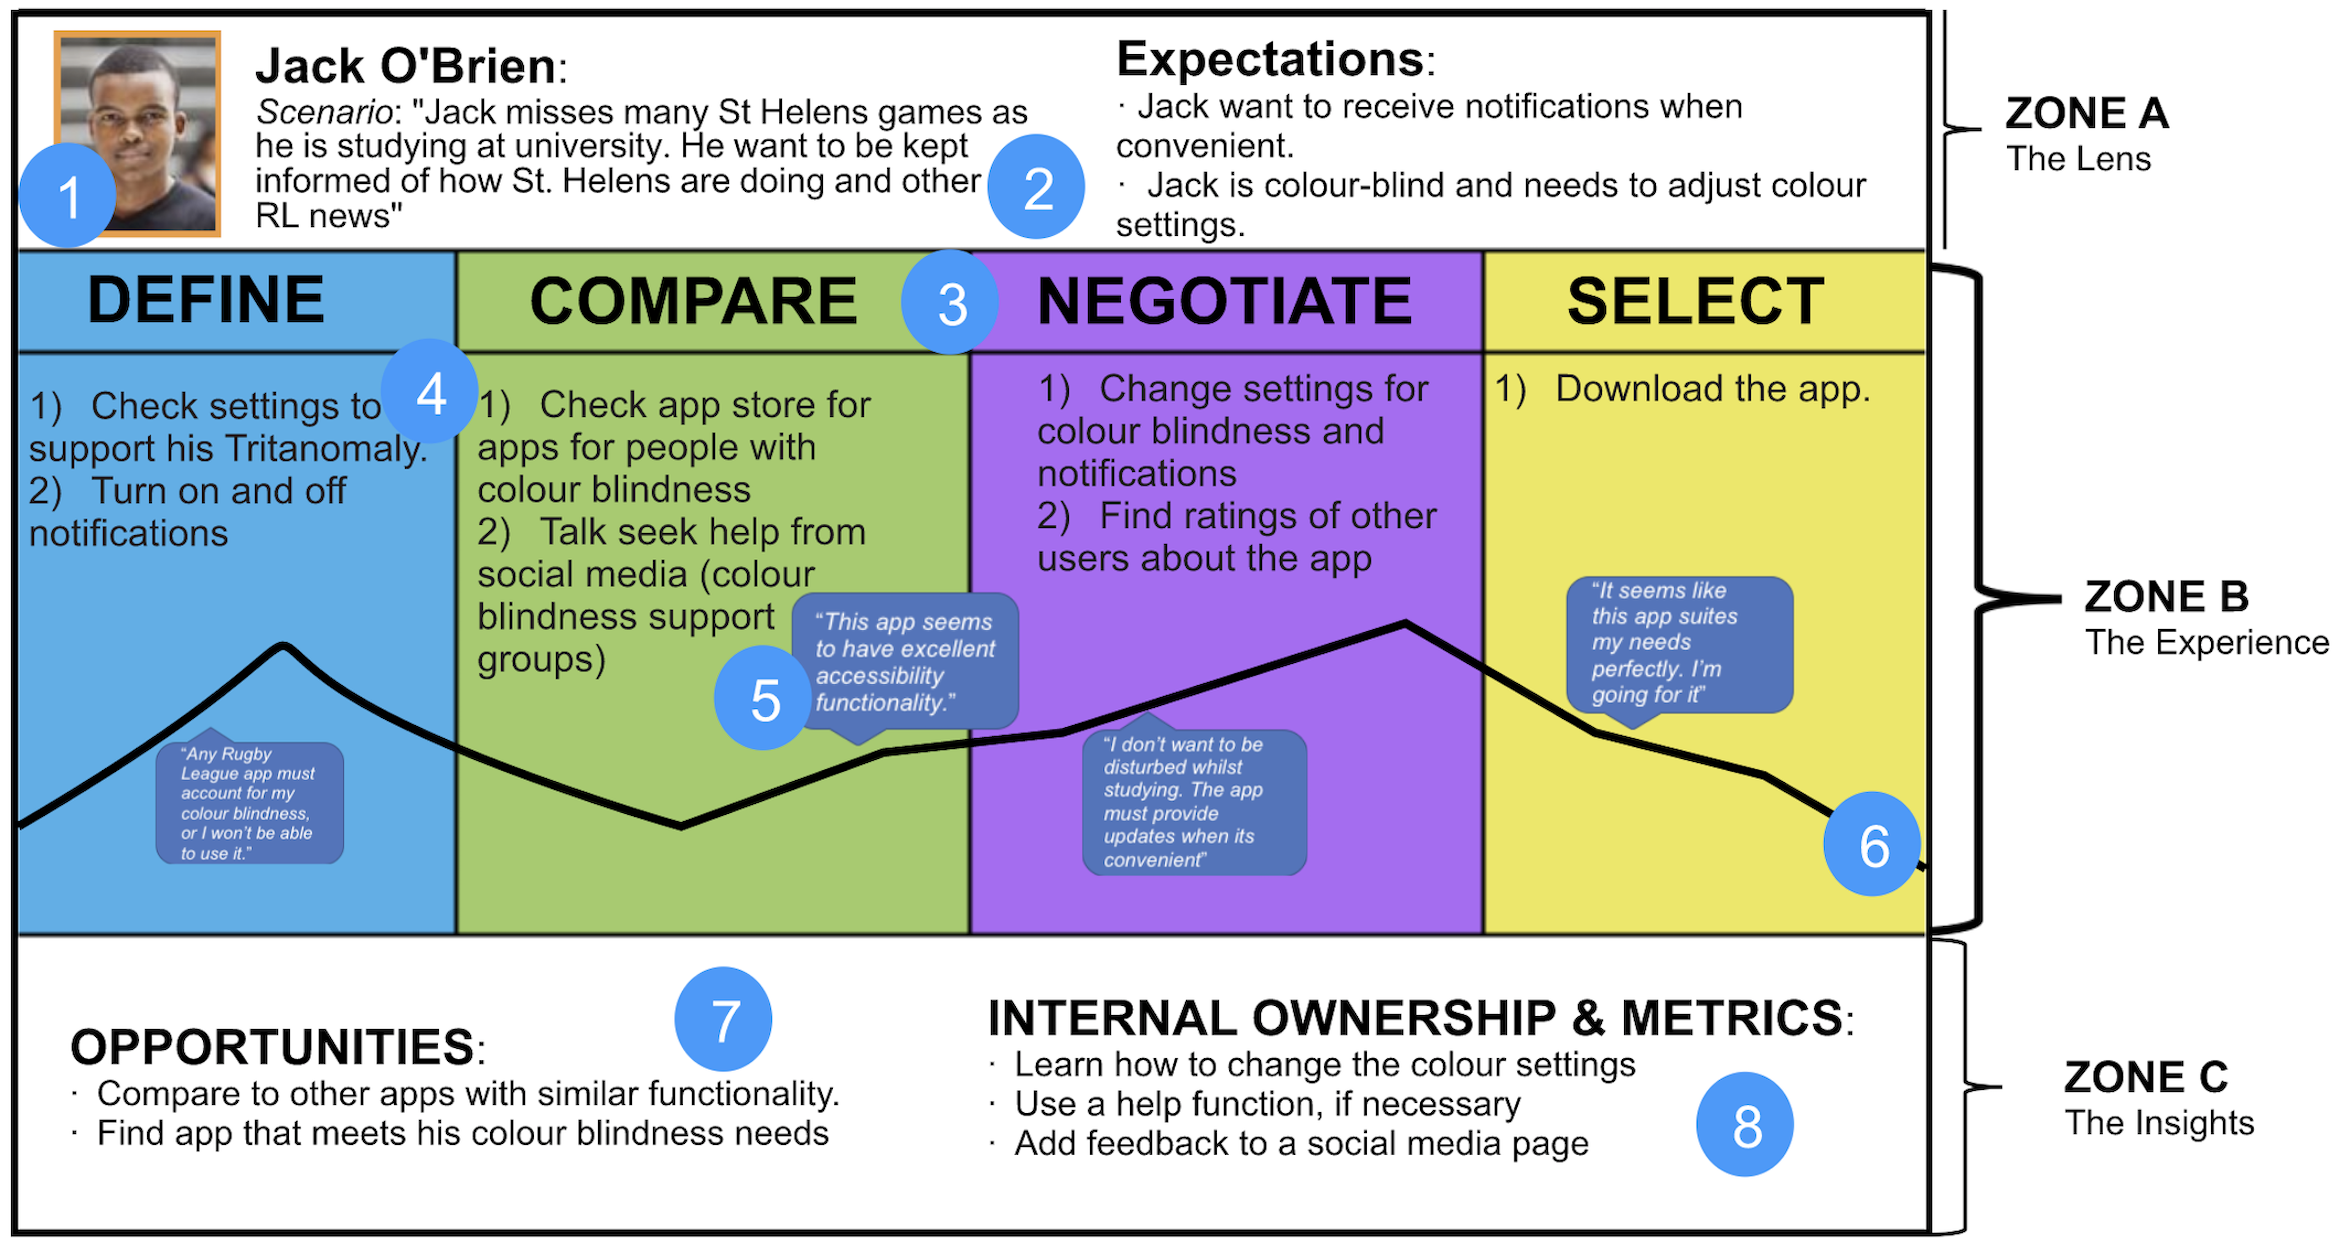 Jack O'Brien:
Scenario: "Jack misses many St Helens games as
he is studying at university. He want to be kept
informed of how St. Helens are doing and other
RL news"
1
2
Expectations:
· Jack want to receive notifications when
convenient.
· Jack is colour-blind and needs to adjust colour
settings.
ZONE A
The Lens
DEFINE
COMPARE
3
NEGOTIATE
SELECT
4
1) Check settings to
support his Tritanomaly.
2) Turn on and off
notifications
“Any Rugby
League app must
account for my
colour blindness,
or I won’t be able
to use it.”
1) Check app store for
apps for people with
colour blindness
2) Talk seek help from
social media (colour
blindness support
groups)
5
“This app seems
to have excellent
accessibility
functionality.”
1) Change settings for
colour blindness and
notifications
2) Find ratings of other
users about the app
“I don’t want to be
disturbed whilst
studying. The app
must provide
updates when its
convenient”
1) Download the app.
“It seems like
this app suites
my needs
perfectly. I’m
going for it”
6
ZONE B
The Experience
7
OPPORTUNITIES:
· Compare to other apps with similar functionality.
· Find app that meets his colour blindness needs
INTERNAL OWNERSHIP & METRICS:
· Learn how to change the colour settings
· Use a help function, if necessary
· Add feedback to a social media page
8
ZONE C
The Insights